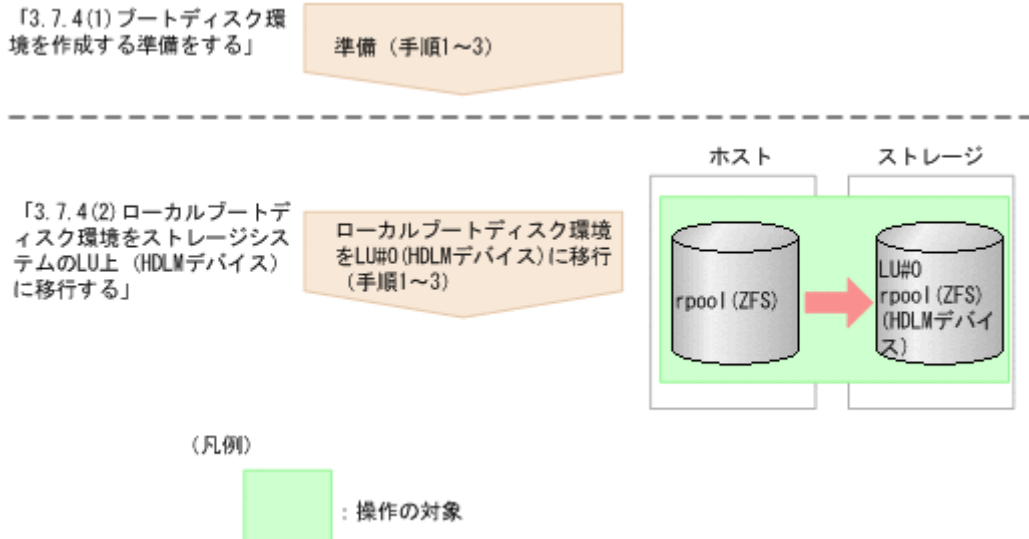 「3.7.4(1)ブートディスク環
境を作成する準備をする」
準備（手順1～3）
ホスト
ストレージ
「3.7.4(2)ローカルブートデ
ィスク環境をストレージシス
テムのLU上（HDLMデバイス）
に移行する」
ローカルブートディスク環境
をLU#0(HDLMデバイス)に移行
（手順1～3）
rpool(ZFS)
LU#0
rpool(ZFS)
(HDLMデバイ
ス)
（凡例）
：操作の対象